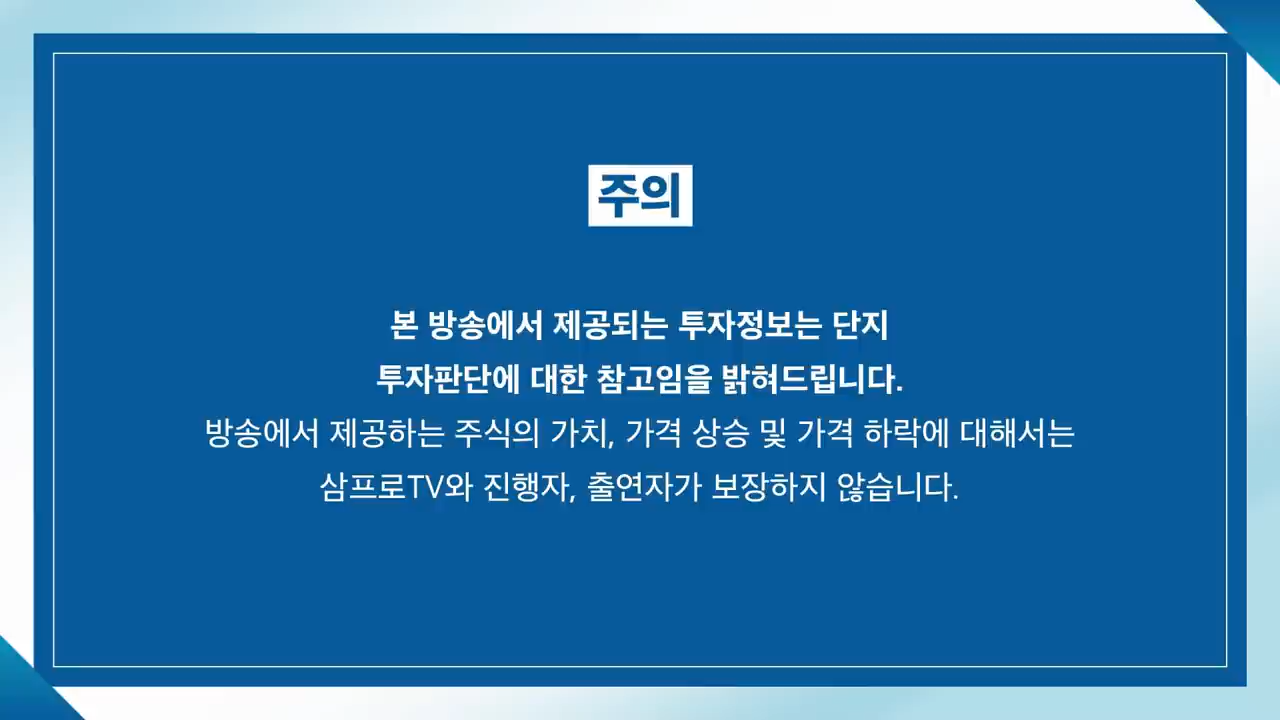 주의
본 방송에서 제공되는 투자정보는 단지
투자판단에 대한 참고임을 밝혀드립니다.
방송에서 제공하는 주식의 가치, 가격 상승 및 가격 하락에 대해서는
삼프로TV와 진행자, 출연자가 보장하지 않습니다.